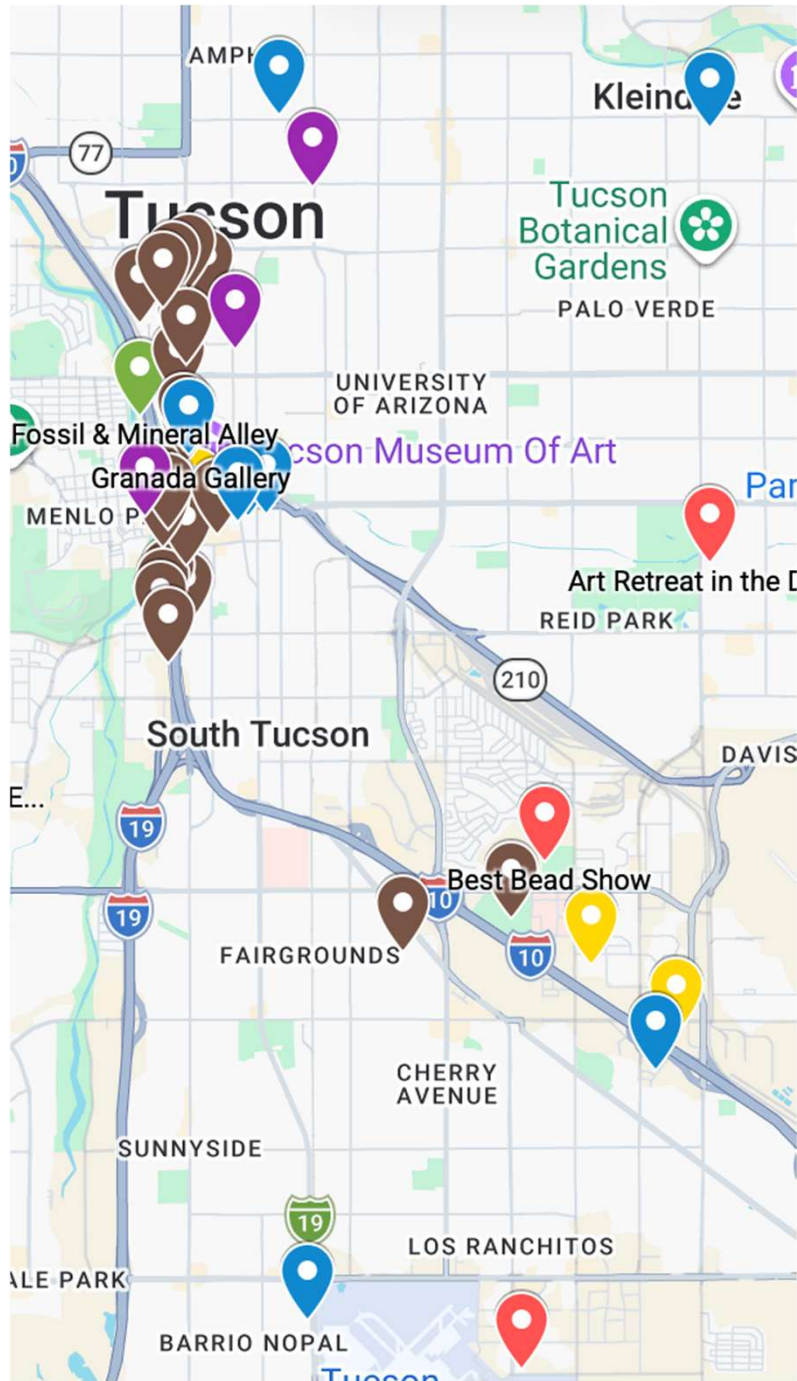 AMPH
Kleind e
77
Tucson
Tucson
Botanical
Gardens
PALO VERDE
UNIVERSITY
OF ARIZONA
Fossil & Mineral Alley
cson Museum Of Art
Granada Gallery
Par
MENLO P
Art Retreat in the D
REID PARK
210
South Tucson
DAVIS
E...
19
Best Bead Show
10
19
FAIRGROUNDS
10
CHERRY
AVENUE
SUNNYSIDE
19
LOS RANCHITOS
ALE PARK
BARRIO NOPAL
Tucson